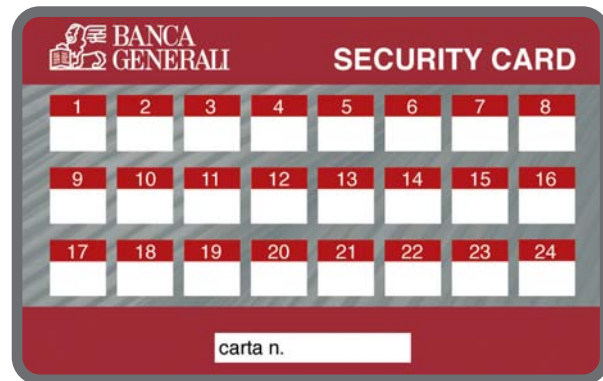 BANCA
GENERALI
SECURITY CARD
1 2 3 4 5 6 7 8
9 10 11 12 13 14 15 16
17 18 19 20 21 22 23 24
carta n.